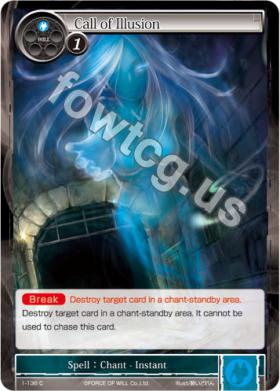 Call of Illusion
WILL
1
fowtcg.us
Break Destroy target card in a chant-standby area.
Destroy target card in a chant-standby area. It cannot
be used to chase this card.
Spell : Chant - Instant
1-136 C
©FORCE OF WILL Co.,Ltd.
Illust/